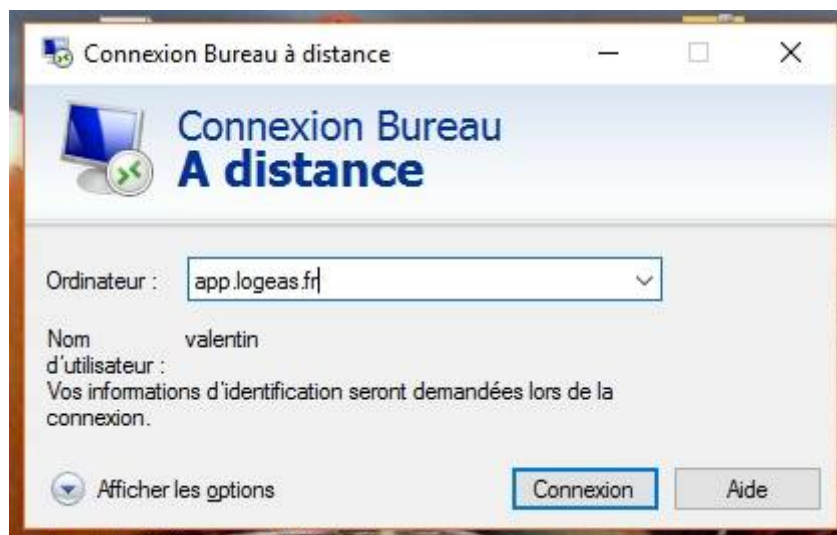 Connexion Bureau à distance
Connexion Bureau
A distance
Ordinateur :
app.logeas.fr
Nom
d'utilisateur :
valentin
Vos informations d'identification seront demandées lors de la
connexion.
Afficher les options
Connexion
Aide